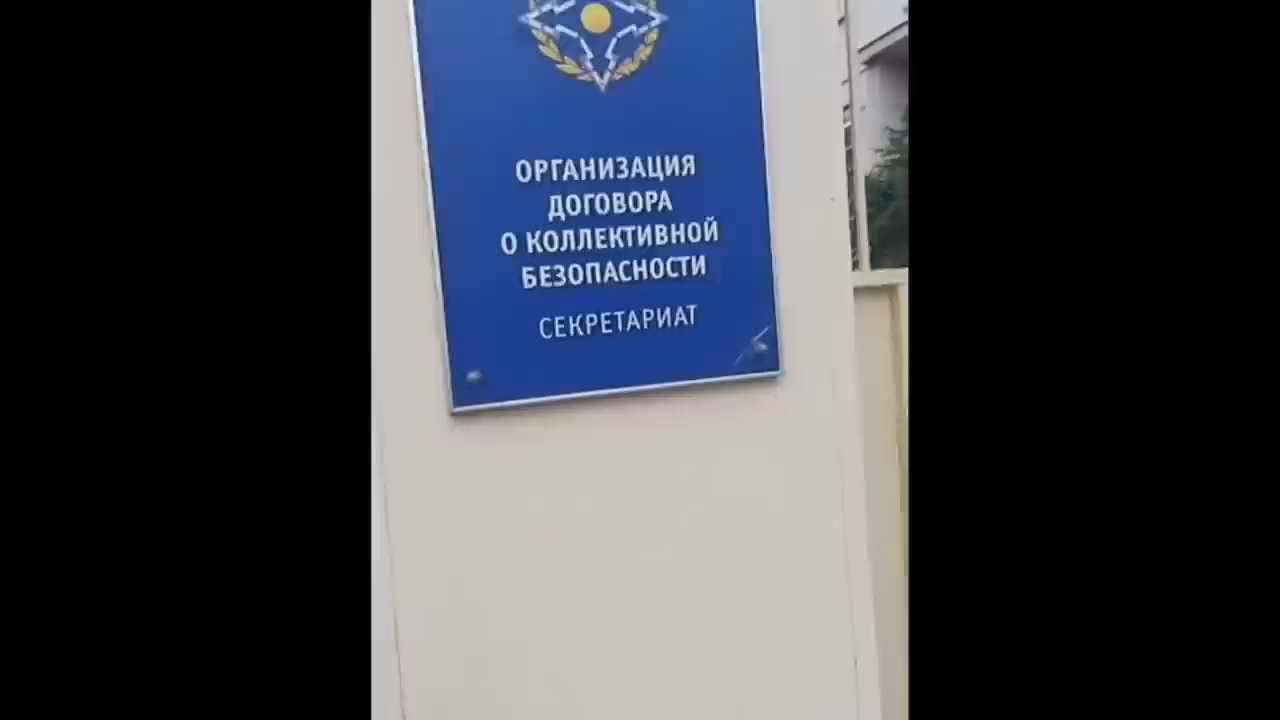 ОРГАНИЗАЦИЯ
ДОГОВОРА
О КОЛЛЕКТИВНОЙ
БЕЗОПАСНОСТИ
СЕКРЕТАРИАТ